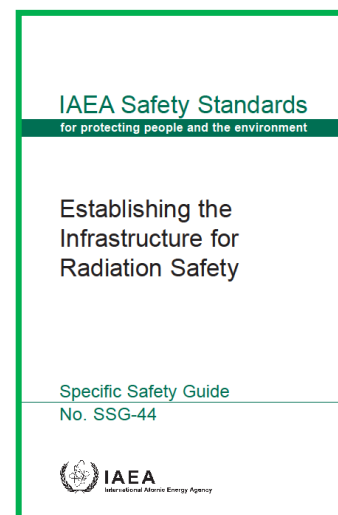 IAEA Safety Standards
for protecting people and the environment
Establishing the
Infrastructure for
Radiation Safety
Specific Safety Guide
No. SSG-44
IAEA
International Atomic Energy Agency